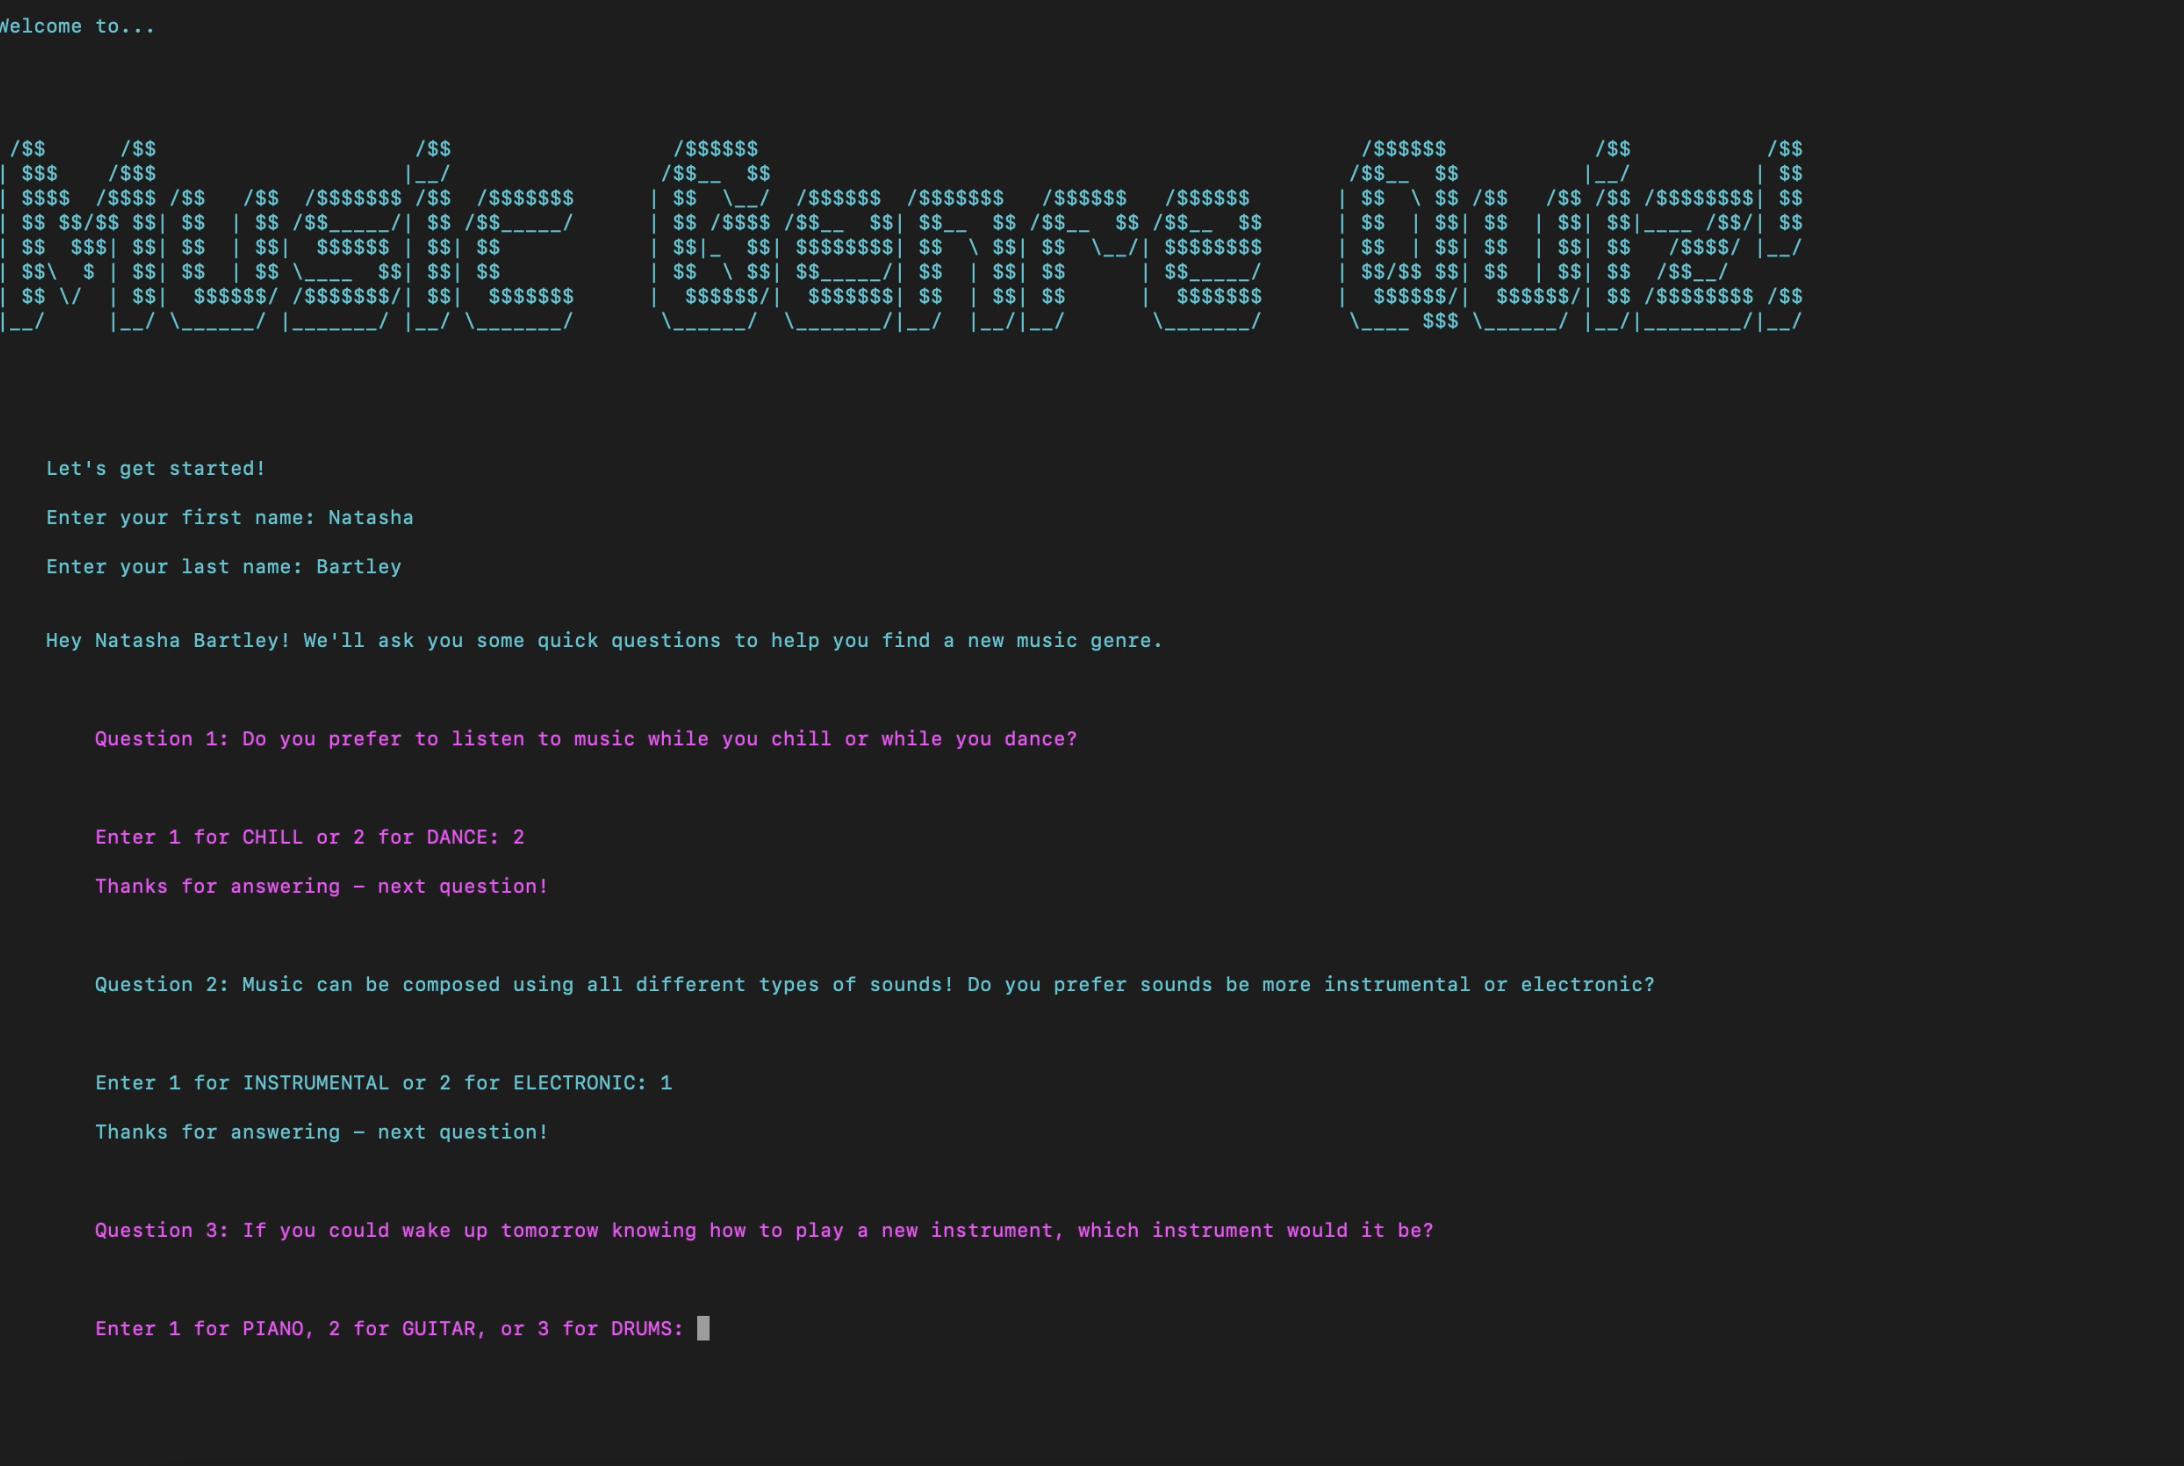 Welcome to...
Music Genre Quiz!
Let's get started!
Enter your first name: Natasha
Enter your last name: Bartley
Hey Natasha Bartley! We'll ask you some quick questions to help you find a new music genre.
Question 1: Do you prefer to listen to music while you chill or while you dance?
Enter 1 for CHILL or 2 for DANCE: 2
Thanks for answering – next question!
Question 2: Music can be composed using all different types of sounds! Do you prefer sounds be more instrumental or electronic?
Enter 1 for INSTRUMENTAL or 2 for ELECTRONIC: 1
Thanks for answering – next question!
Question 3: If you could wake up tomorrow knowing how to play a new instrument, which instrument would it be?
Enter 1 for PIANO, 2 for GUITAR, or 3 for DRUMS: